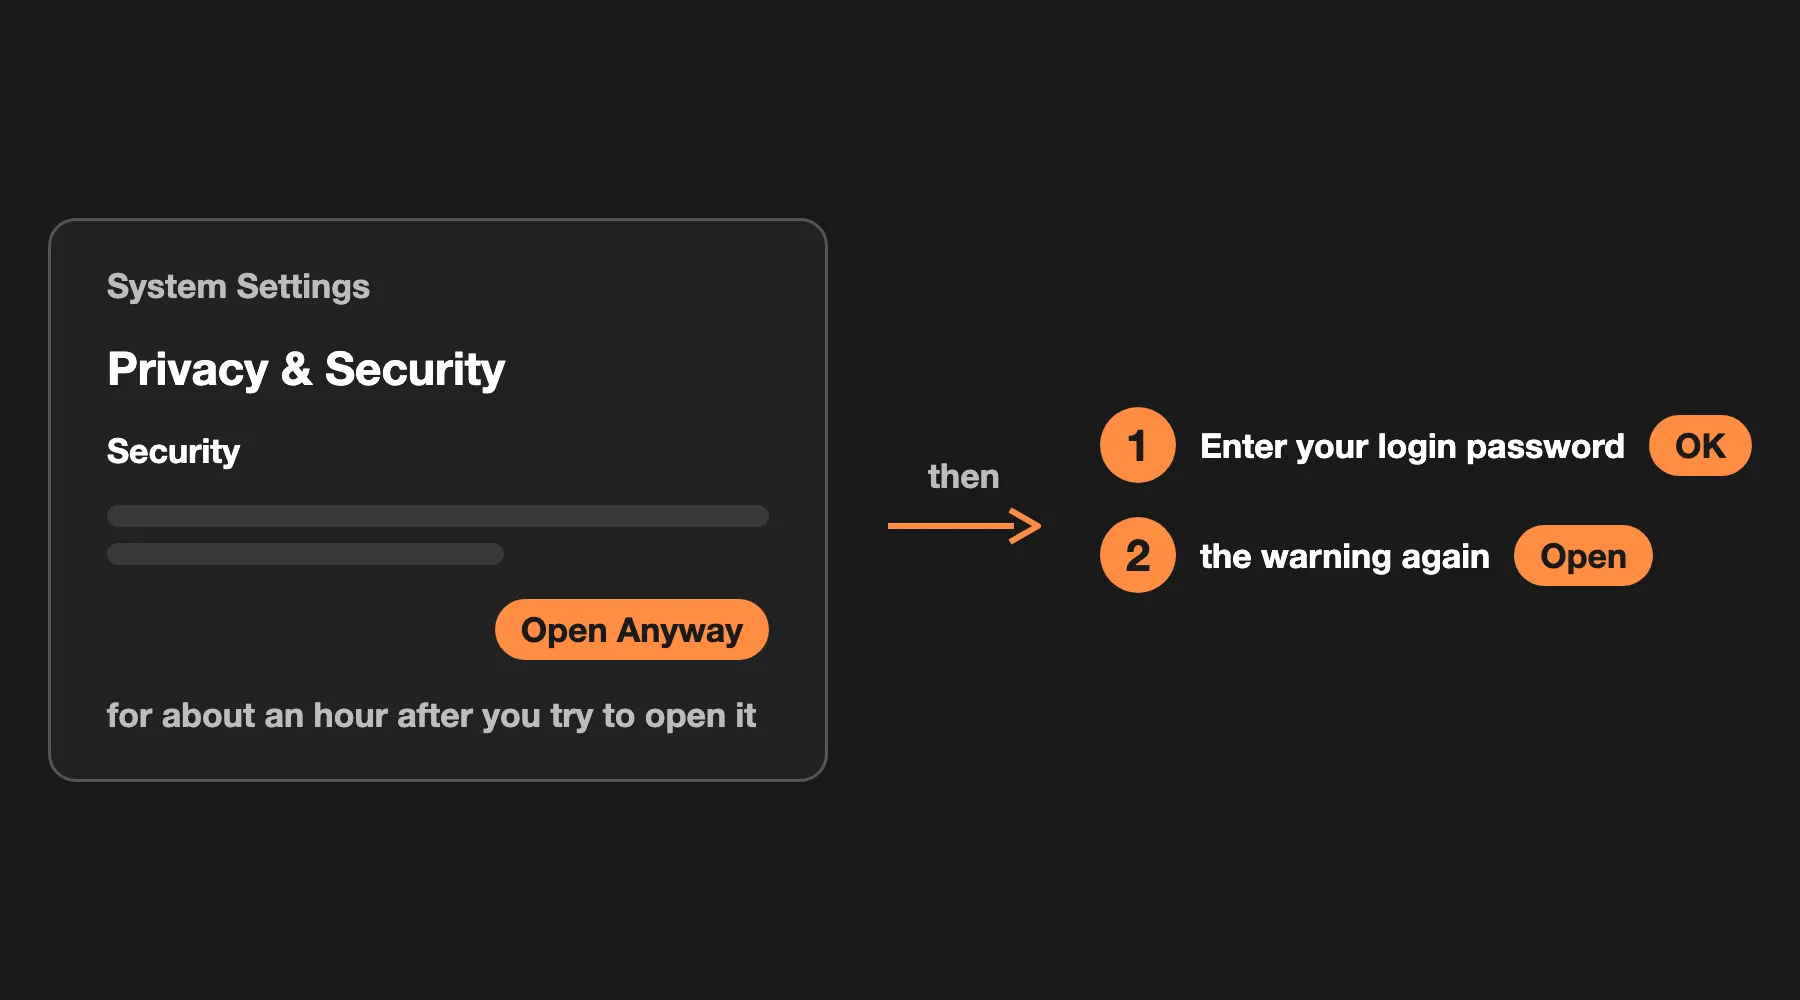 System Settings
Privacy & Security
Security
Open Anyway
for about an hour after you try to open it
then
1 Enter your login password OK
2 the warning again Open